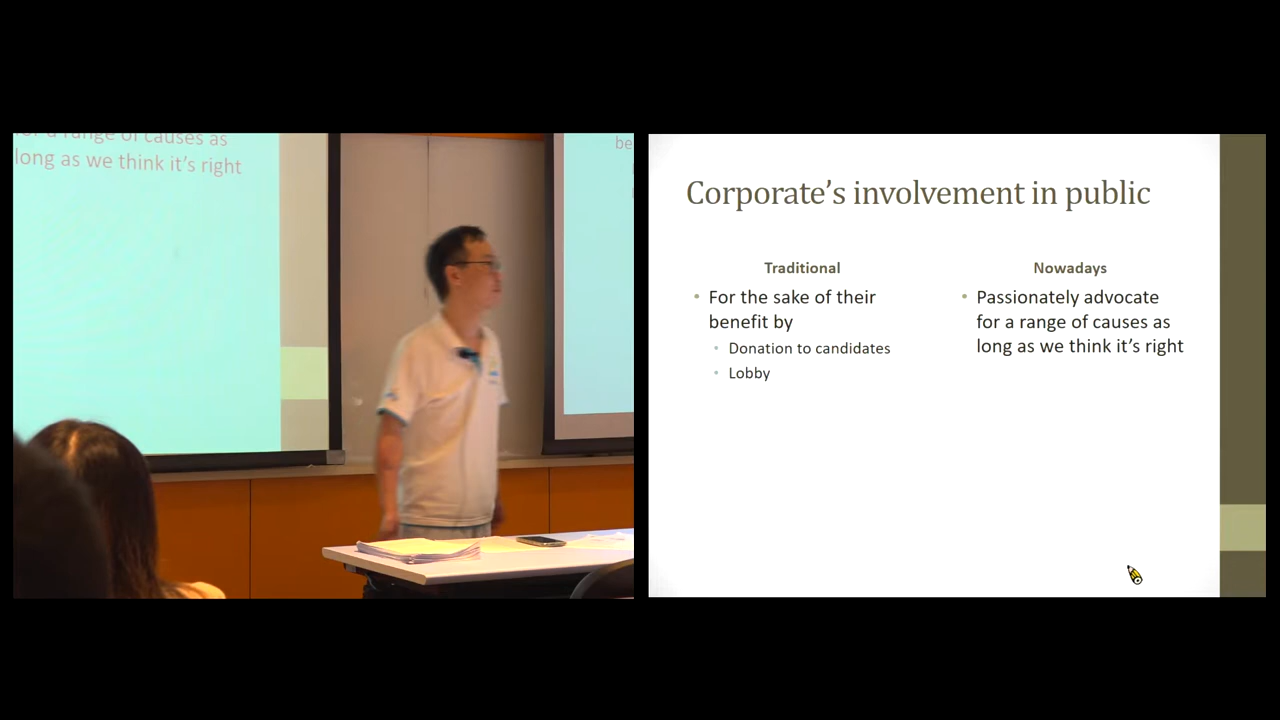 for a range of causes as
long as we think it's right
be
Corporate's involvement in public
Traditional
• For the sake of their
benefit by
• Donation to candidates
• Lobby
Nowadays
• Passionately advocate
for a range of causes as
long as we think it's right